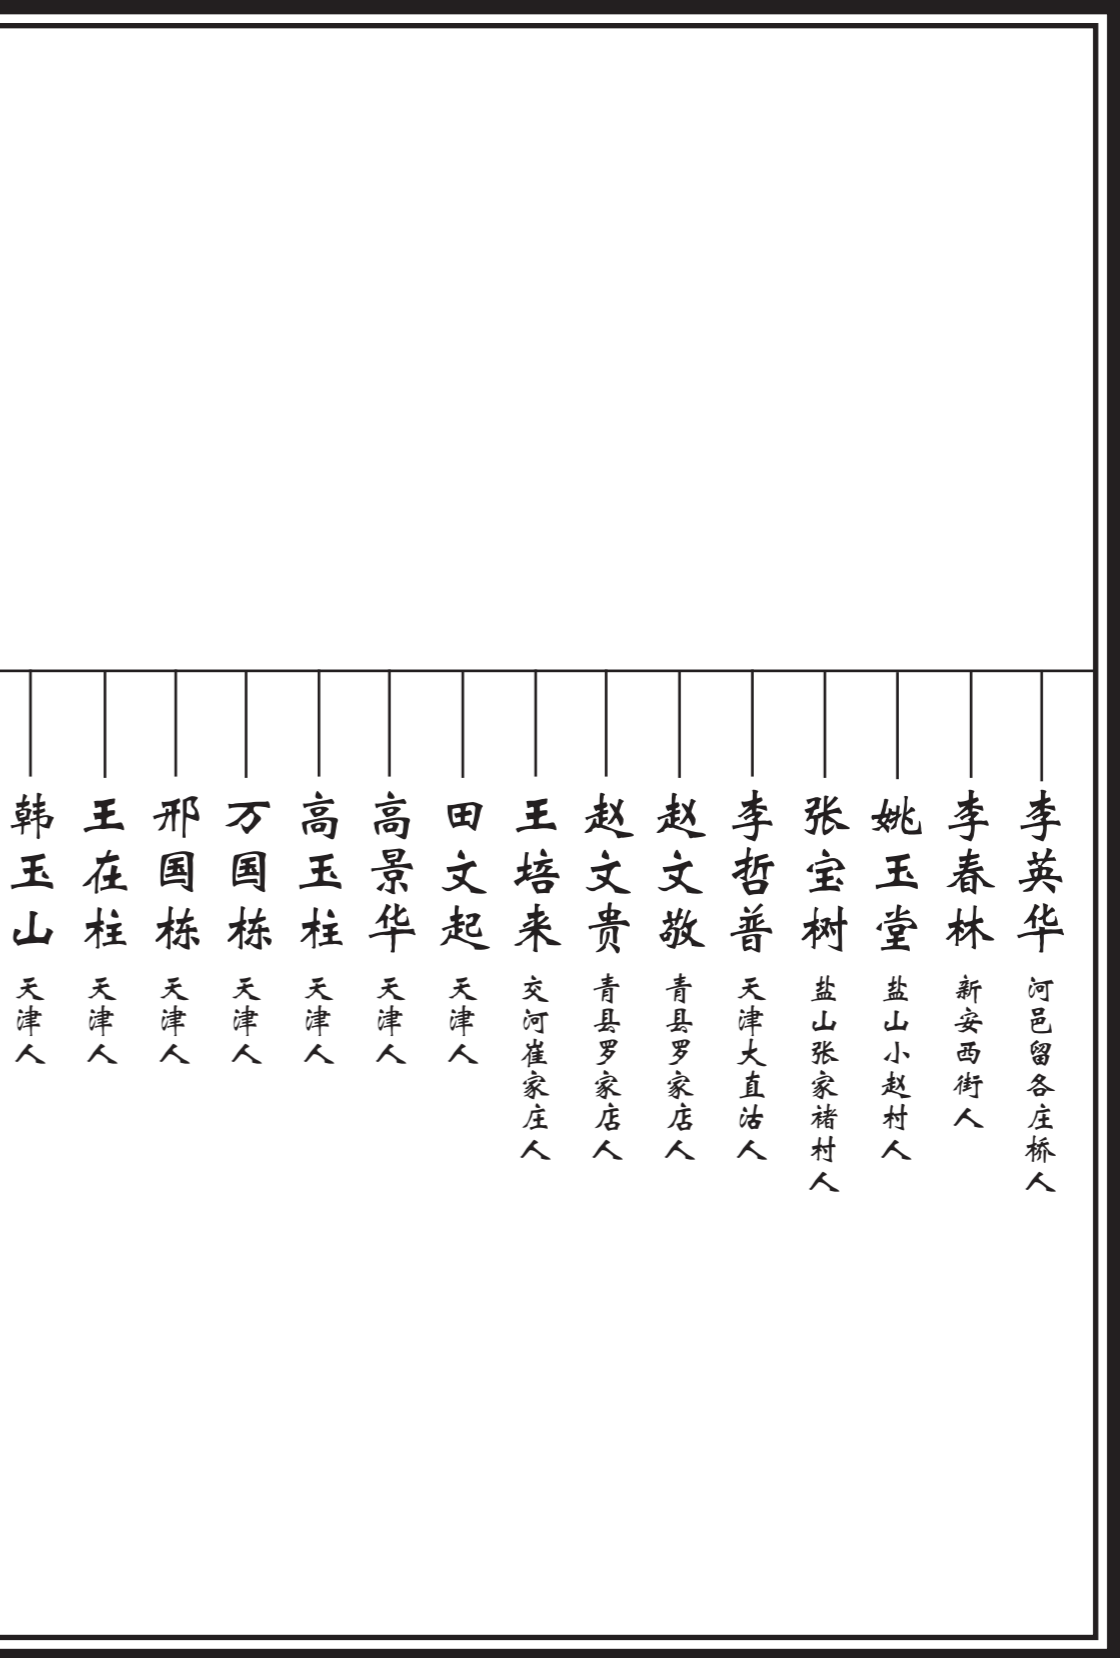 李英华 河邑留各庄桥人
李春林 新安西街人
姚玉堂 盐山小赵村人
张宝树 盐山张家褚村人
李哲普 天津大直沽人
赵文敬 青县罗家店人
赵文贵 青县罗家店人
王培来 交河崔家庄人
田文起 天津人
高景华 天津人
高玉柱 天津人
万国栋 天津人
邢国栋 天津人
王在柱 天津人
韩玉山 天津人